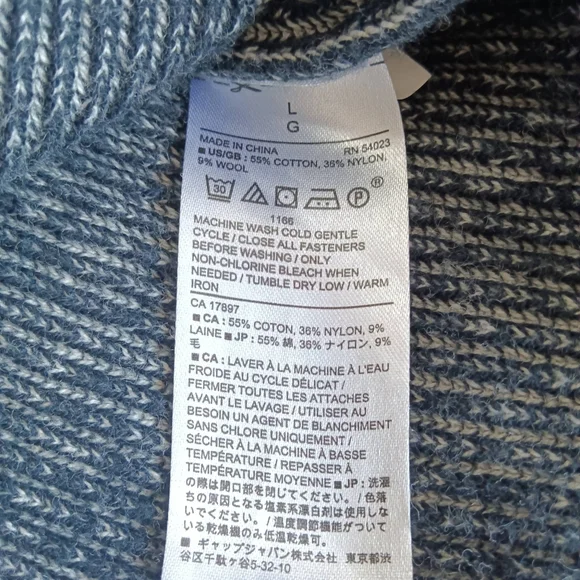 L
G
MADE IN CHINA RN 54023
■ US/GB : 55% COTTON, 36% NYLON,
9% WOOL
30 P ®
1166
MACHINE WASH COLD GENTLE
CYCLE / CLOSE ALL FASTENERS
BEFORE WASHING / ONLY
NON-CHLORINE BLEACH WHEN
NEEDED / TUMBLE DRY LOW / WARM
IRON
CA 17897
■ CA : 55% COTTON, 36% NYLON, 9%
LAINE ■ JP : 55% 綿, 36% ナイロン, 9%
毛
■ CA : LAVER À LA MACHINE À L'EAU
FROIDE AU CYCLE DÉLICAT /
FERMER TOUTES LES ATTACHES
AVANT LE LAVAGE / UTILISER AU
BESOIN UN AGENT DE BLANCHIMENT
SANS CHLORE UNIQUEMENT /
SÉCHER À LA MACHINE À BASSE
TEMPÉRATURE / REPASSER À
TEMPÉRATURE MOYENNE ■ JP : 洗濯
の際は開口部を閉じてください。 / 色落
ちの原因となる塩素系漂白剤は使用しな
いでください。 / 温度調節機能がついて
いる乾燥機のみ低温乾燥可。
■ ギャップジャパン株式会社 東京都渋
谷区千駄ヶ谷5-32-10